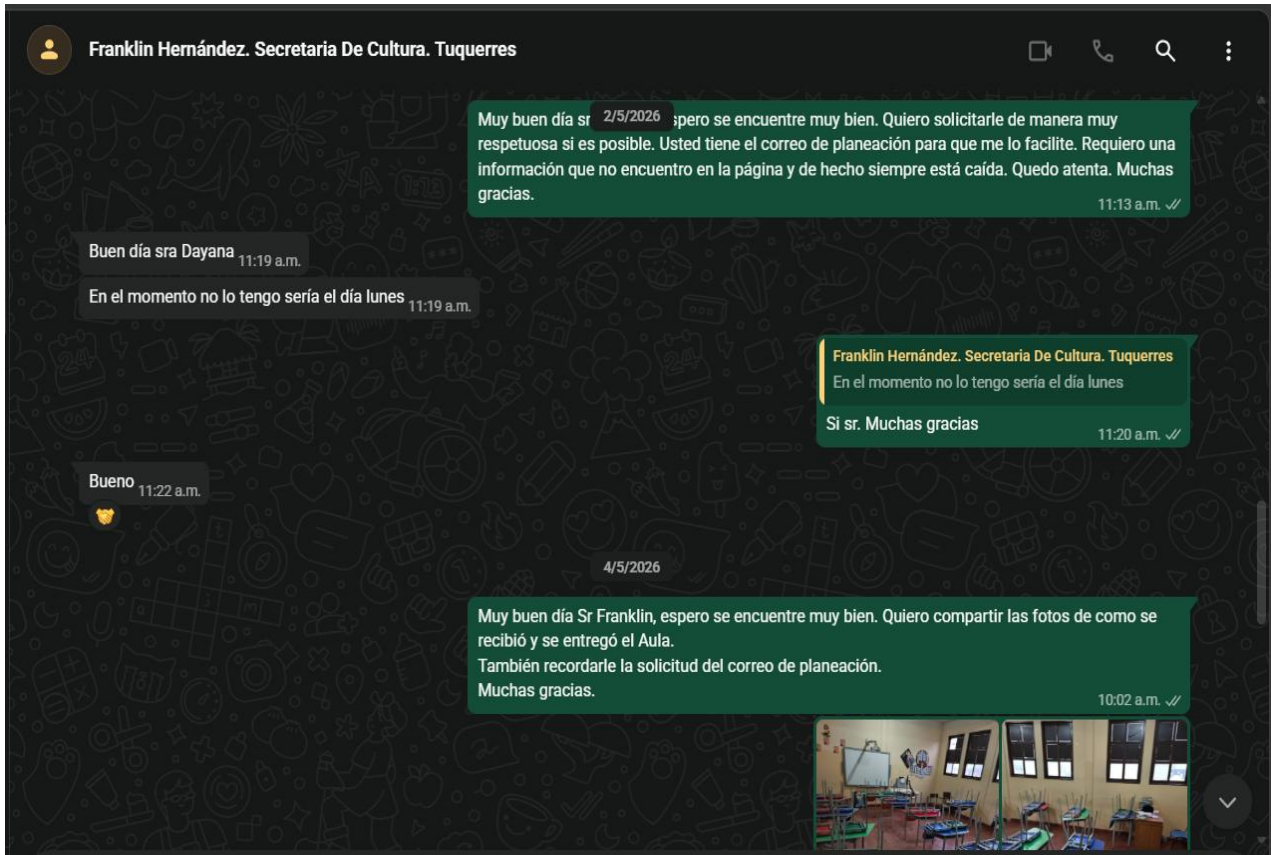 Franklin Hernández. Secretaria De Cultura. Tuquerres
2/5/2026
Muy buen día sr spero se encuentre muy bien. Quiero solicitarle de manera muy
respetuosa si es posible. Usted tiene el correo de planeación para que me lo facilite. Requiero una
información que no encuentro en la página y de hecho siempre está caída. Quedo atenta. Muchas
gracias.
11:13 a.m.
Buen día sra Dayana 11:19 a.m.
En el momento no lo tengo sería el día lunes 11:19 a.m.
Franklin Hernández. Secretaria De Cultura. Tuquerres
En el momento no lo tengo sería el día lunes
Si sr. Muchas gracias
11:20 a.m.
Bueno 11:22 a.m.
4/5/2026
Muy buen día Sr Franklin, espero se encuentre muy bien. Quiero compartir las fotos de como se
recibió y se entregó el Aula.
También recordarle la solicitud del correo de planeación.
Muchas gracias.
10:02 a.m.